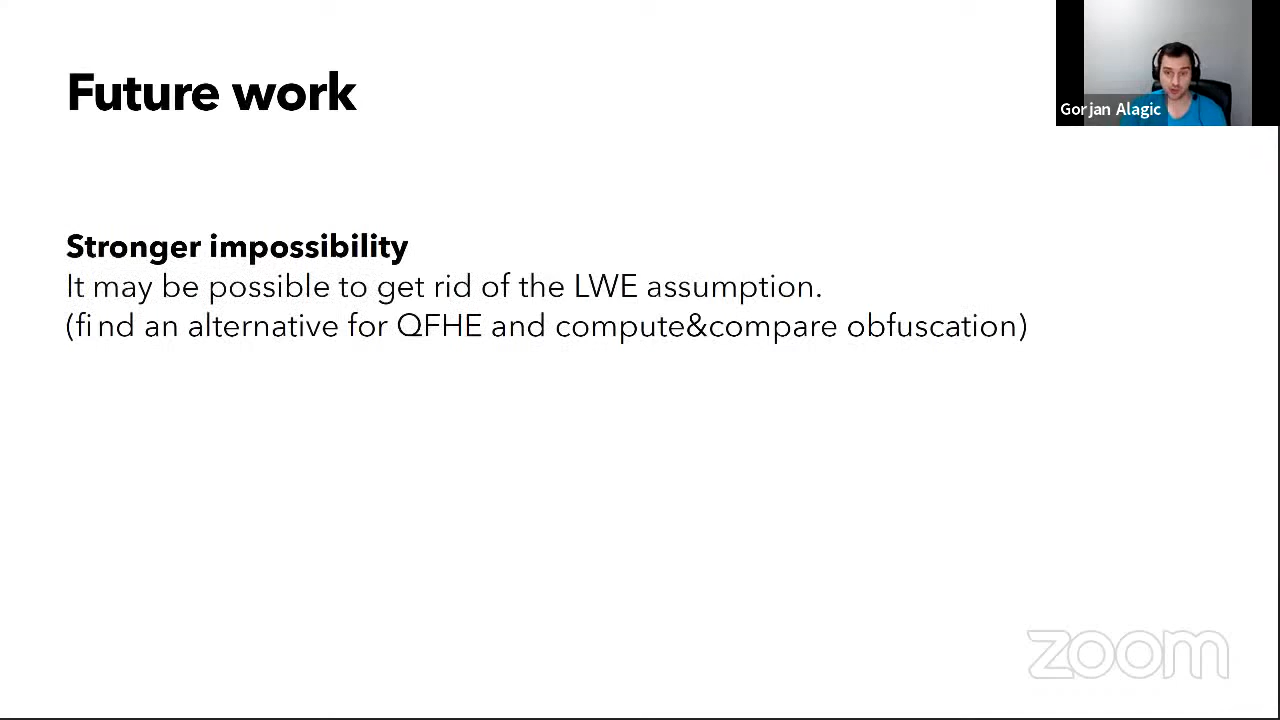 Future work
Gorjan Alagic
Stronger impossibility
It may be possible to get rid of the LWE assumption.
(find an alternative for QFHE and compute&compare obfuscation)
zoom